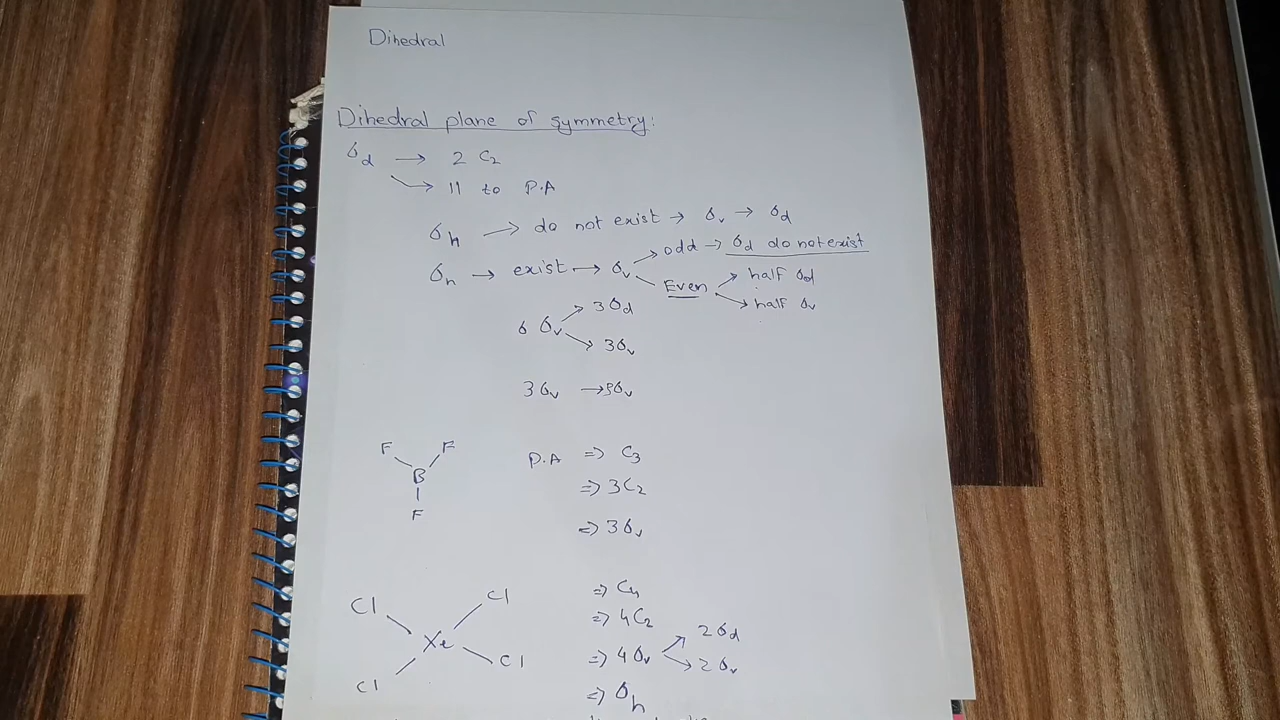 Dihedral
Dihedral plane of symmetry:
σd → 2 C2
→ 11 to P.A
σh → do not exist → σv → σd
σh → exist → σv → odd → σd do not exist
Even → half σd
→ half σv
6 σv → 3σd
→ 3σv
3σv → 3σv
F F
B
F
P.A ⇒ C3
⇒ 3C2
⇒ 3σv
Cl Cl
Xe
Cl Cl
⇒ C4
⇒ 4C2
⇒ 4σv → 2σd
→ 2σv
⇒ σh